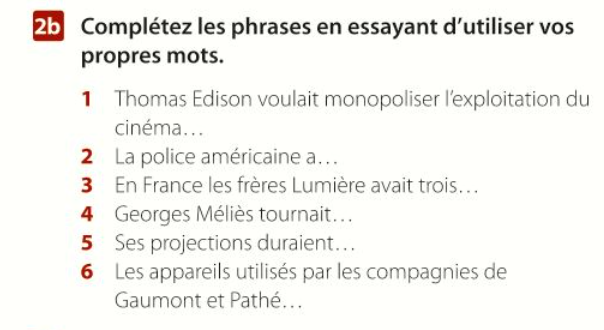 2b Complétez les phrases en essayant d'utiliser vos
propres mots.
1 Thomas Edison voulait monopoliser l'exploitation du
cinéma…
2 La police américaine a…
3 En France les frères Lumière avait trois…
4 Georges Méliès tournait…
5 Ses projections duraient…
6 Les appareils utilisés par les compagnies de
Gaumont et Pathé…